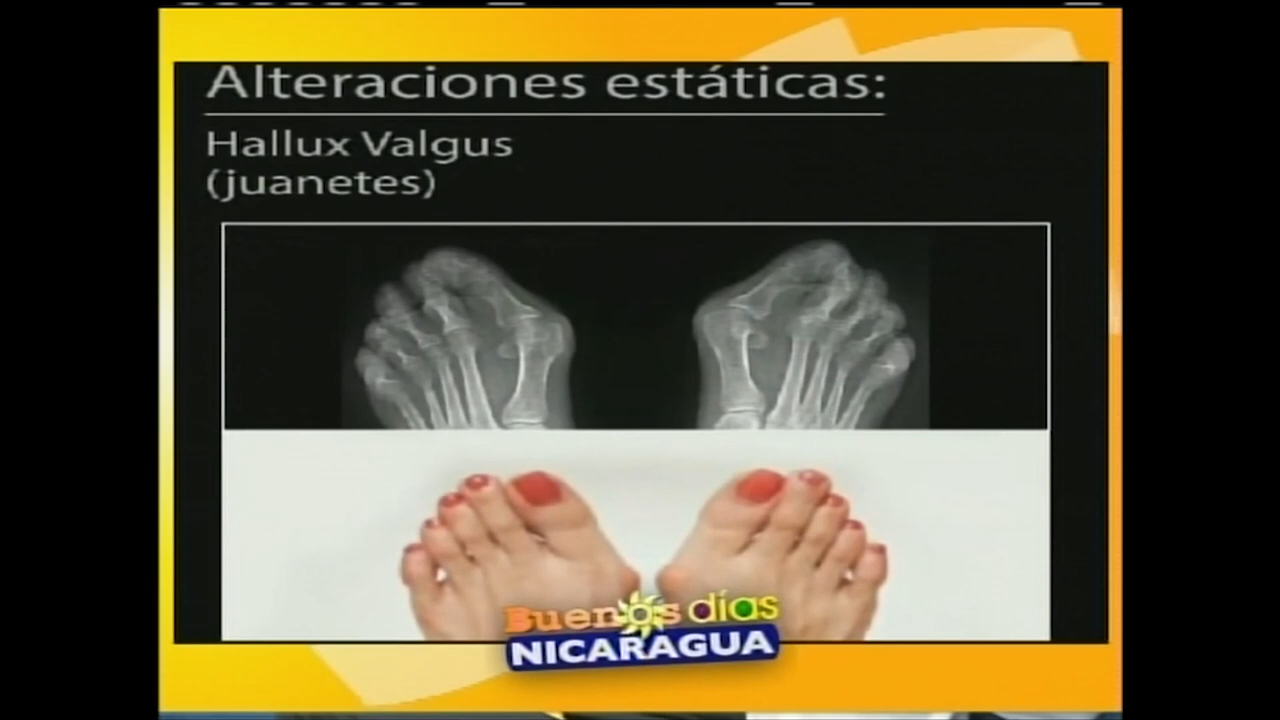 Alteraciones estáticas:
Hallux Valgus
(juanetes)
Buenos días
NICARAGUA